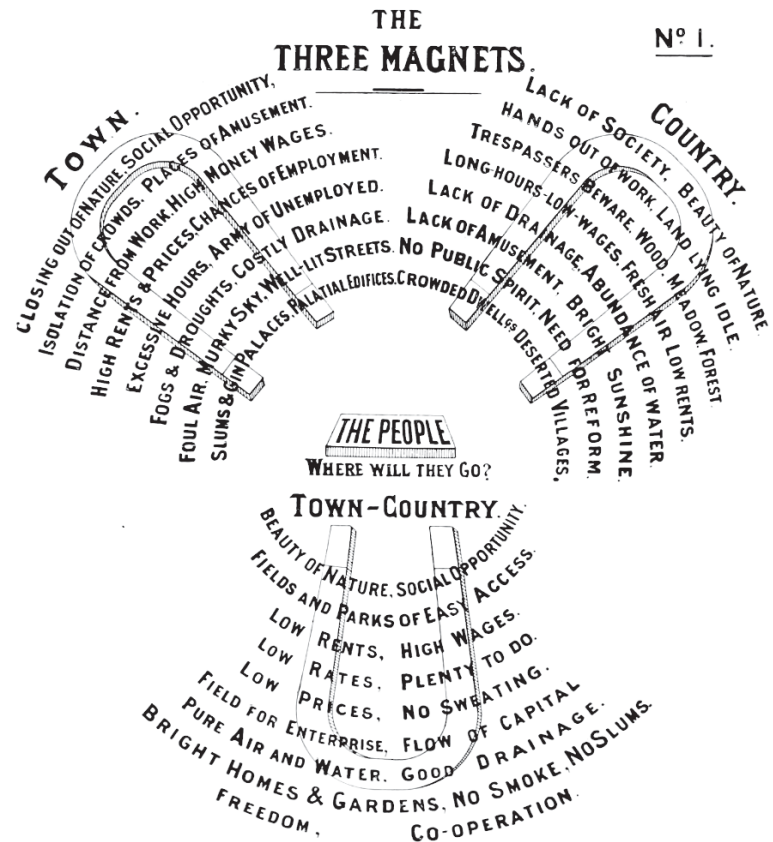 THE
THREE MAGNETS.
Nº 1.
TOWN.
CLOSING OUT OF NATURE. SOCIAL OPPORTUNITY,
ISOLATION OF CROWDS. PLACES OF AMUSEMENT.
DISTANCE FROM WORK. HIGH MONEY WAGES.
HIGH RENTS & PRICES. CHANCES OF EMPLOYMENT.
EXCESSIVE HOURS. ARMY OF UNEMPLOYED.
FOGS & DROUGHTS. COSTLY DRAINAGE.
FOUL AIR. MURKY SKY. WELL-LIT STREETS.
SLUMS & GIN PALACES. PALATIAL EDIFICES.
COUNTRY.
LACK OF SOCIETY. BEAUTY OF NATURE.
HANDS OUT OF WORK. LAND LYING IDLE.
TRESPASSERS BEWARE. WOOD, MEADOW, FOREST.
LONG-HOURS-LOW-WAGES. FRESH AIR LOW RENTS.
LACK OF DRAINAGE. ABUNDANCE OF WATER.
LACK OF AMUSEMENT. BRIGHT SUNSHINE.
NO PUBLIC SPIRIT. NEED FOR REFORM.
CROWDED DWELLGS DESERTED VILLAGES,
THE PEOPLE
WHERE WILL THEY GO?
TOWN-COUNTRY.
BEAUTY OF NATURE, SOCIAL OPPORTUNITY.
FIELDS AND PARKS OF EASY ACCESS.
LOW RENTS, HIGH WAGES.
LOW RATES, PLENTY TO DO.
LOW PRICES, NO SWEATING.
FIELD FOR ENTERPRISE, FLOW OF CAPITAL
PURE AIR AND WATER. GOOD DRAINAGE.
BRIGHT HOMES & GARDENS, NO SMOKE, NO SLUMS.
FREEDOM, CO-OPERATION.